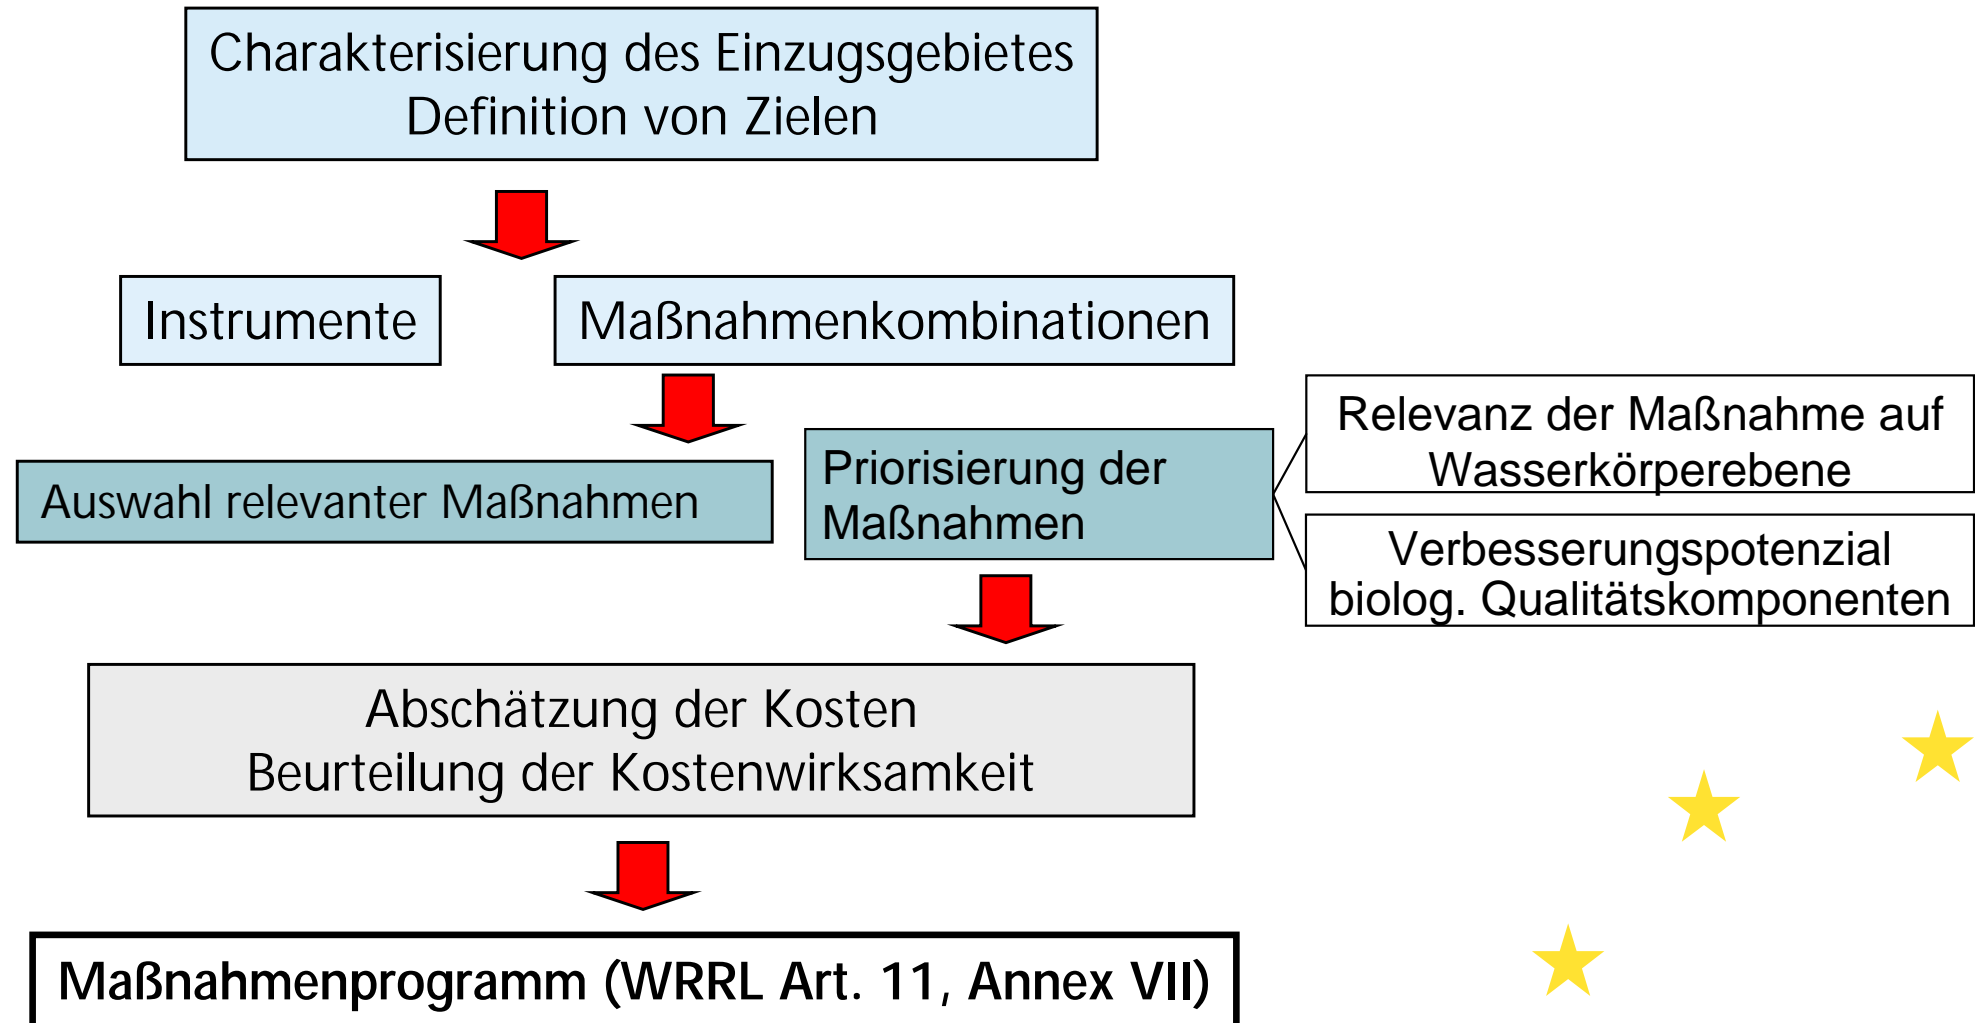 Charakterisierung des Einzugsgebietes
Definition von Zielen
Instrumente
Maßnahmenkombinationen
Auswahl relevanter Maßnahmen
Priorisierung der
Maßnahmen
Relevanz der Maßnahme auf
Wasserkörperebene
Verbesserungspotenzial
biolog. Qualitätskomponenten
Abschätzung der Kosten
Beurteilung der Kostenwirksamkeit
Maßnahmenprogramm (WRRL Art. 11, Annex VII)